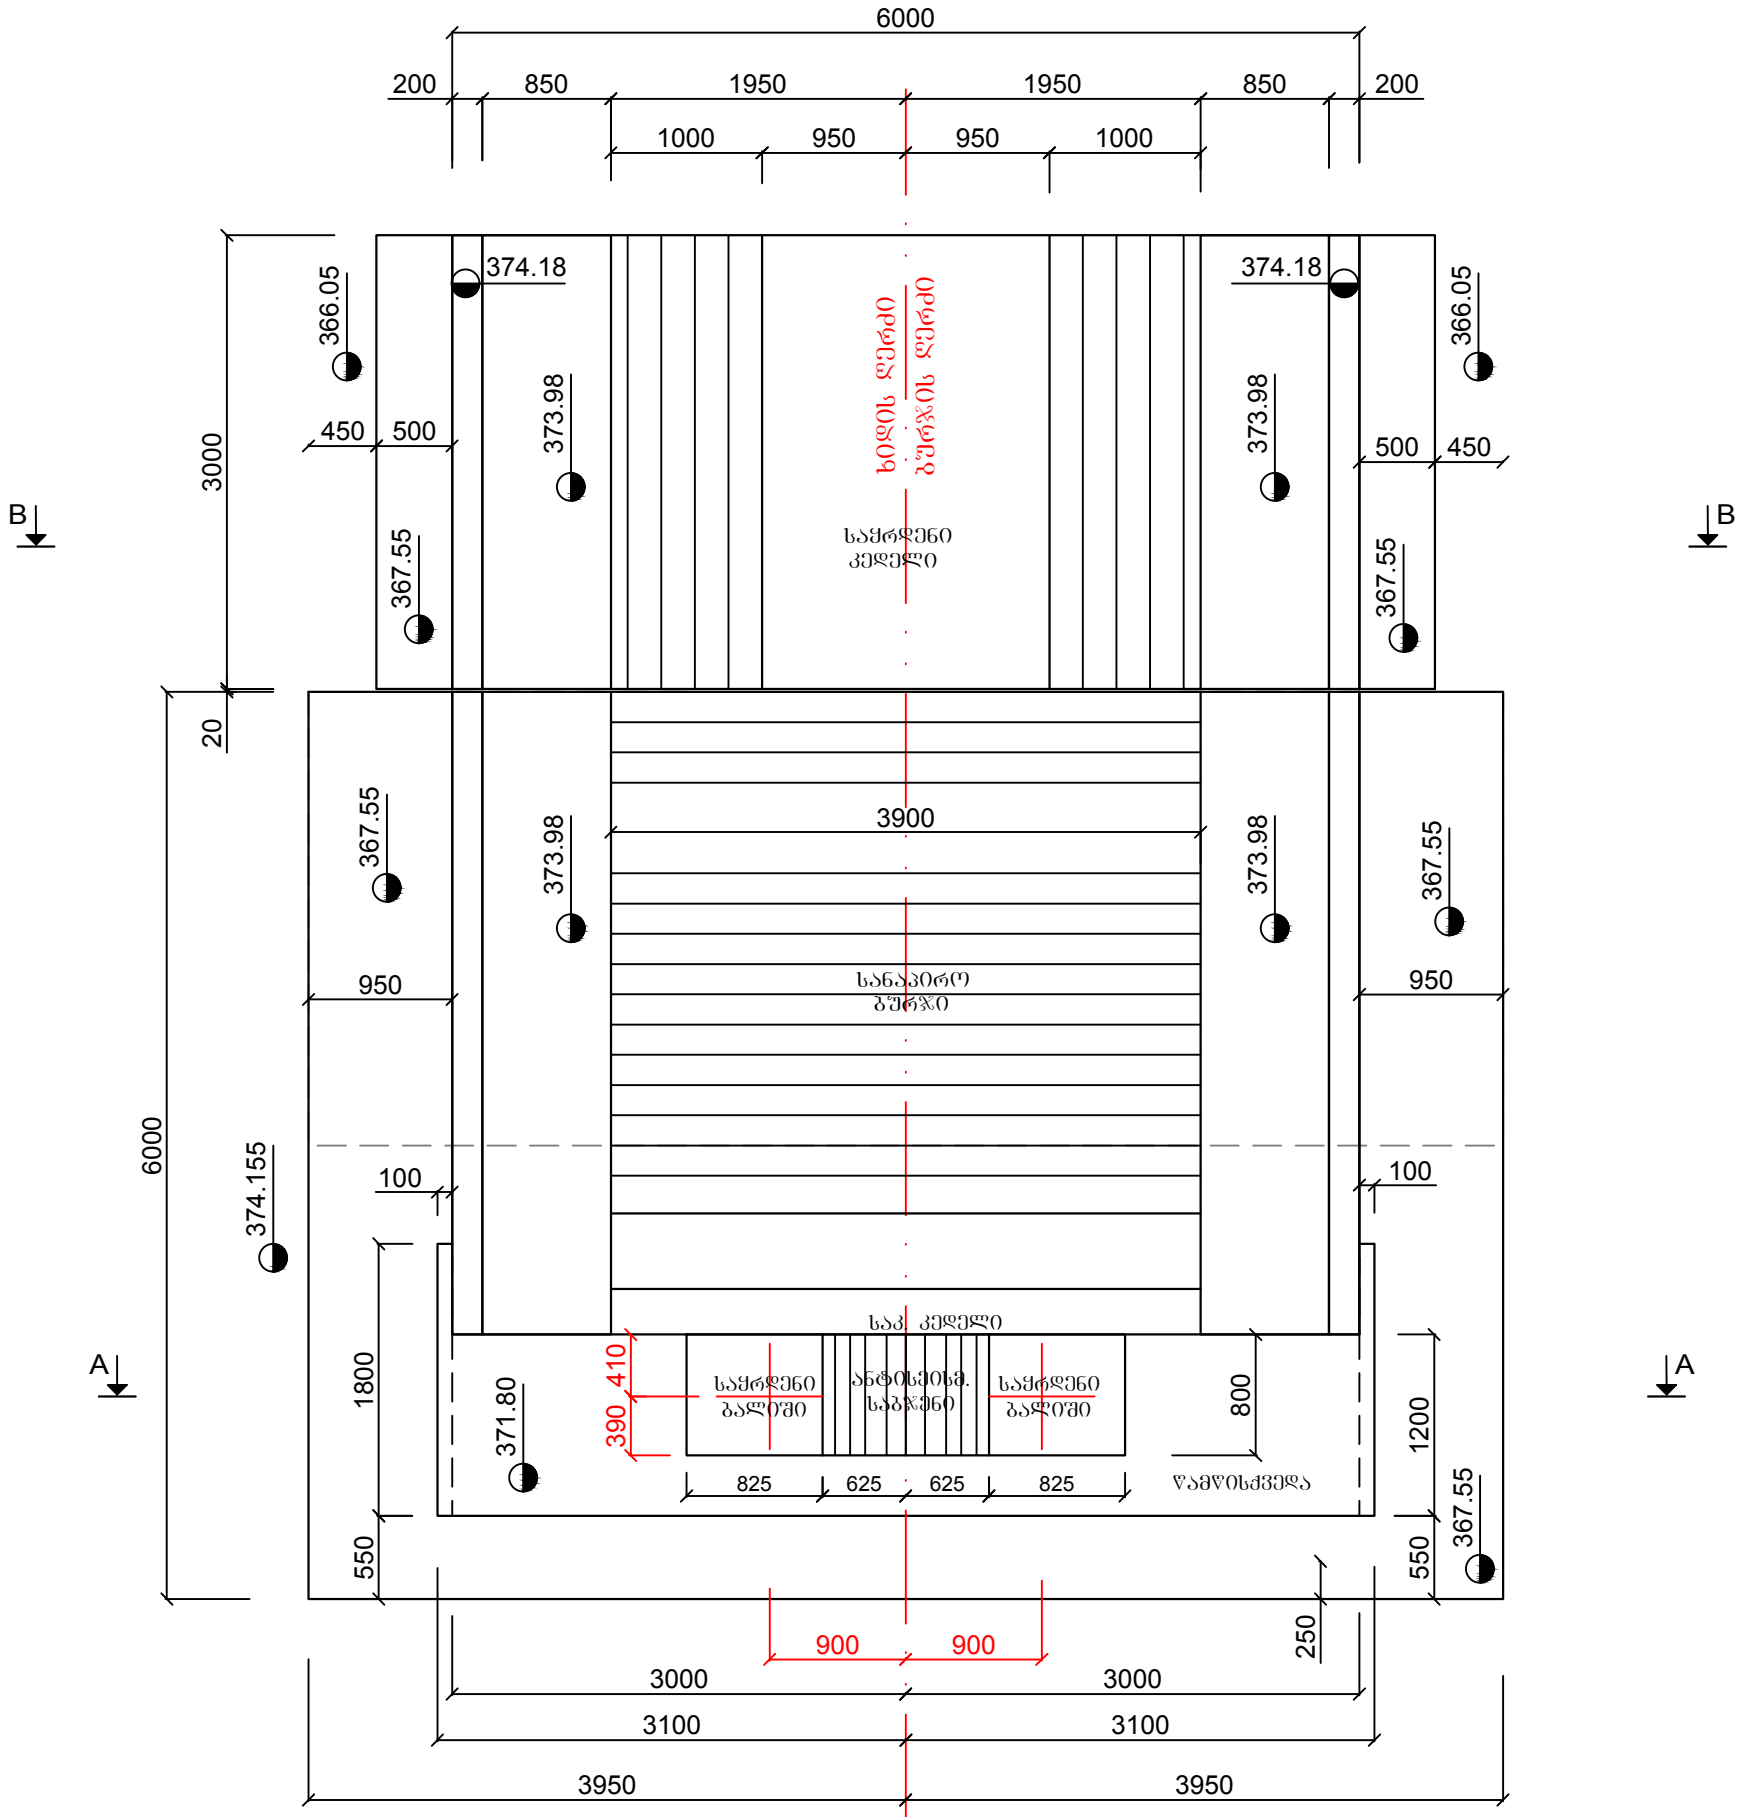 6000
200 850 1950 1950 850 200
1000 950 950 1000
374.18 374.18
366.05 366.05
ხიდის ღერძი
ბურჯის ღერძი
373.98 373.98
450 500 500 450
3000
B B
საყრდენი
კედელი
367.55 367.55
20
367.55 373.98 3900 373.98 367.55
სანაპირო
ბურჯი
950 950
6000
374.155
100 100
საკ. კედელი
A A
1800
410
390
საყრდენი
ბალიში
ანტისეისმ.
საბჯენი
საყრდენი
ბალიში
800
1200
371.80
825 625 625 825
წამწისქვედა
367.55
550 550
250
900 900
3000 3000
3100 3100
3950 3950